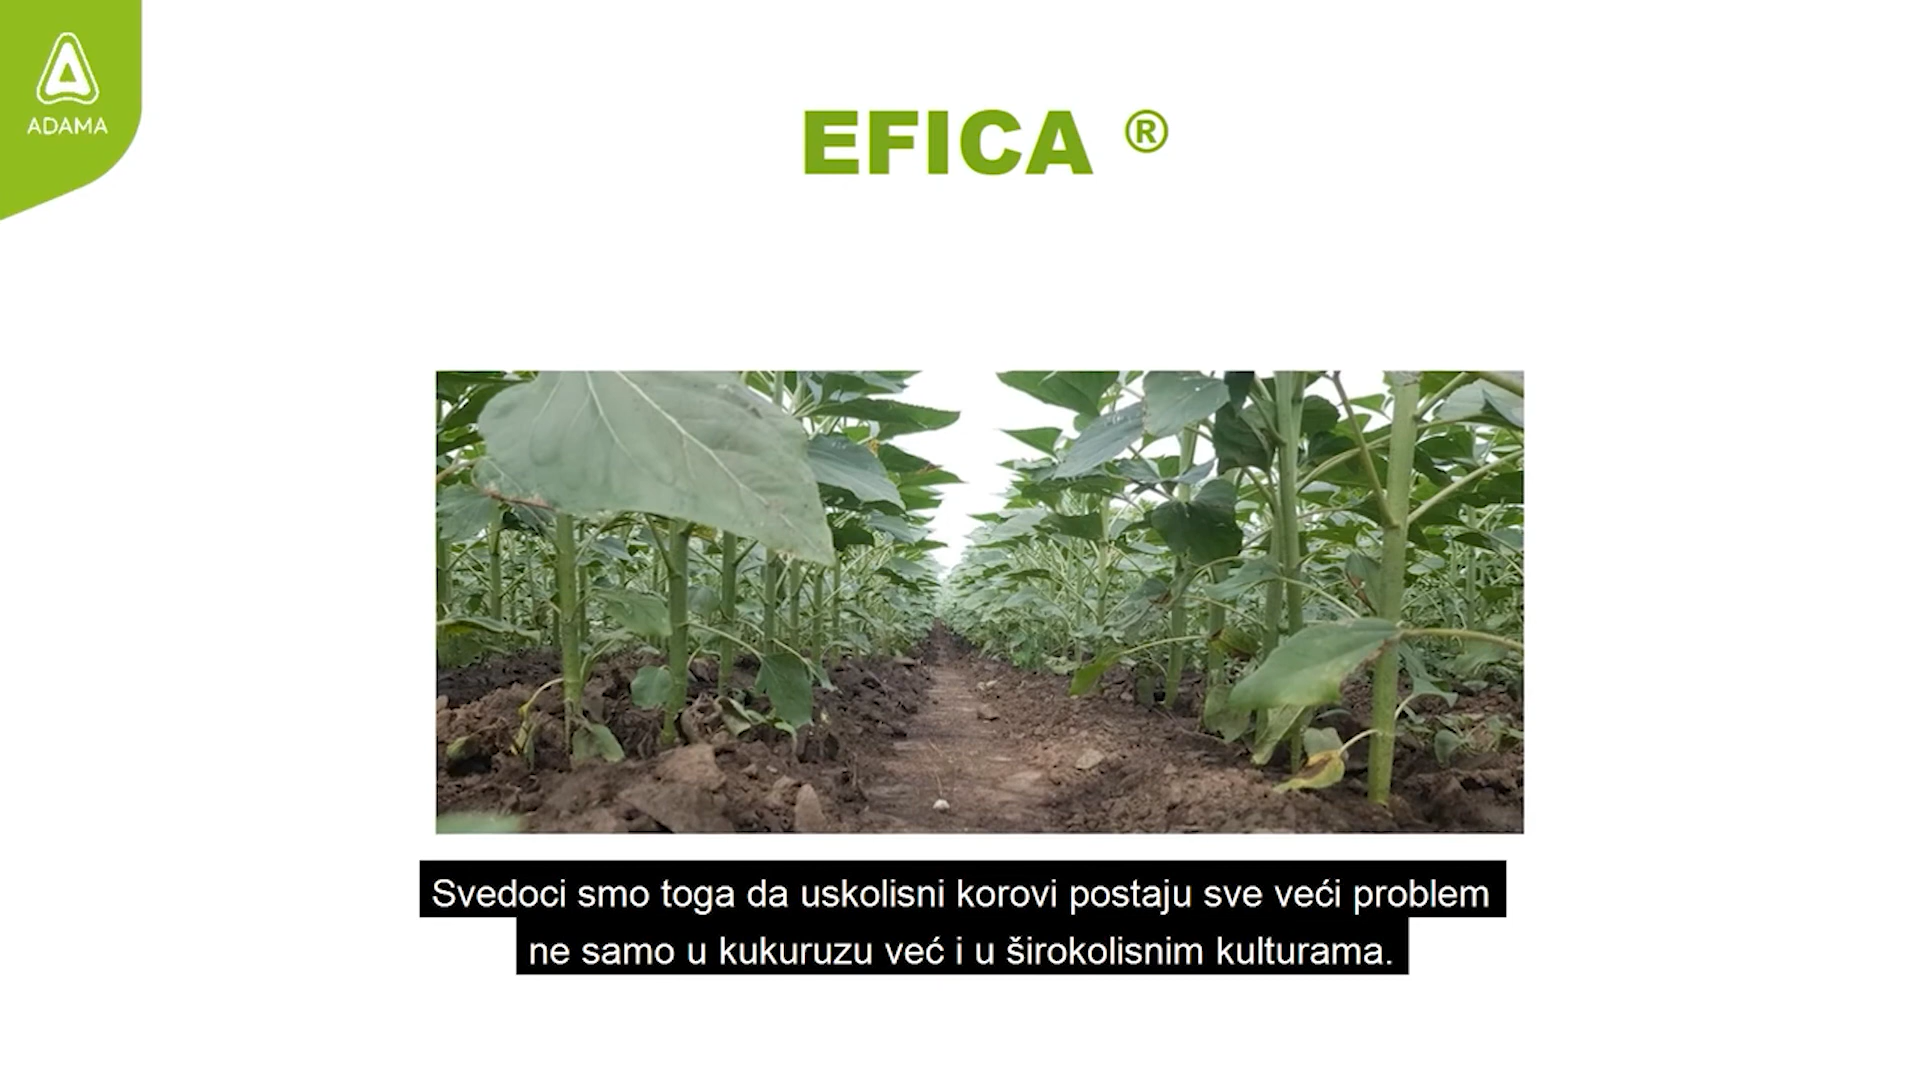 ADAMA
EFICA ®
Svedoci smo toga da uskolisni korovi postaju sve veći problem
ne samo u kukuruzu već i u širokolisnim kulturama.